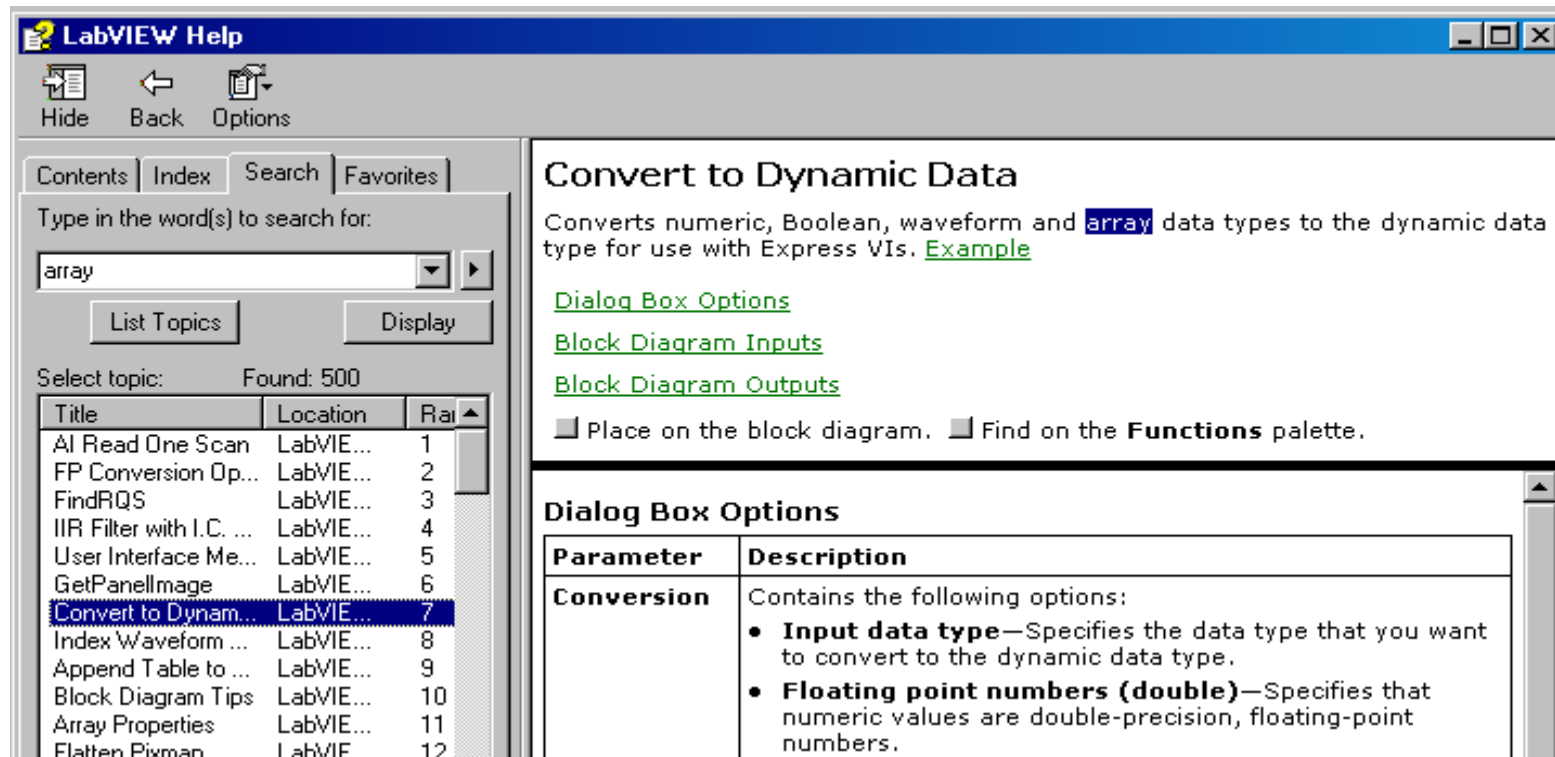 LabVIEW Help
Hide Back Options
Contents Index Search Favorites
Type in the word(s) to search for:
array
List Topics Display
Select topic: Found: 500
Title Location Ra
AI Read One Scan LabVIE... 1
FP Conversion Op... LabVIE... 2
FindRQS LabVIE... 3
IIR Filter with I.C. ... LabVIE... 4
User Interface Me... LabVIE... 5
GetPanelImage LabVIE... 6
Convert to Dynam... LabVIE... 7
Index Waveform ... LabVIE... 8
Append Table to ... LabVIE... 9
Block Diagram Tips LabVIE... 10
Array Properties LabVIE... 11
Flatten Pixmap LabVIE... 12
Convert to Dynamic Data
Converts numeric, Boolean, waveform and array data types to the dynamic data
type for use with Express VIs. Example
Dialog Box Options
Block Diagram Inputs
Block Diagram Outputs
Place on the block diagram. Find on the Functions palette.
Dialog Box Options
Parameter Description
Conversion Contains the following options:
• Input data type—Specifies the data type that you want
to convert to the dynamic data type.
• Floating point numbers (double)—Specifies that
numeric values are double-precision, floating-point
numbers.